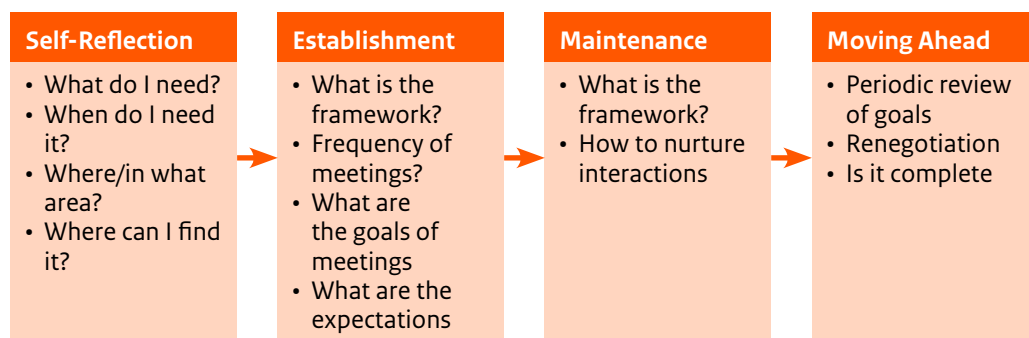 Self-Reflection
• What do I need?
• When do I need
it?
• Where/in what
area?
• Where can I find
it?
Establishment
• What is the
framework?
• Frequency of
meetings?
• What are
the goals of
meetings
• What are the
expectations
Maintenance
• What is the
framework?
• How to nurture
interactions
Moving Ahead
• Periodic review
of goals
• Renegotiation
• Is it complete